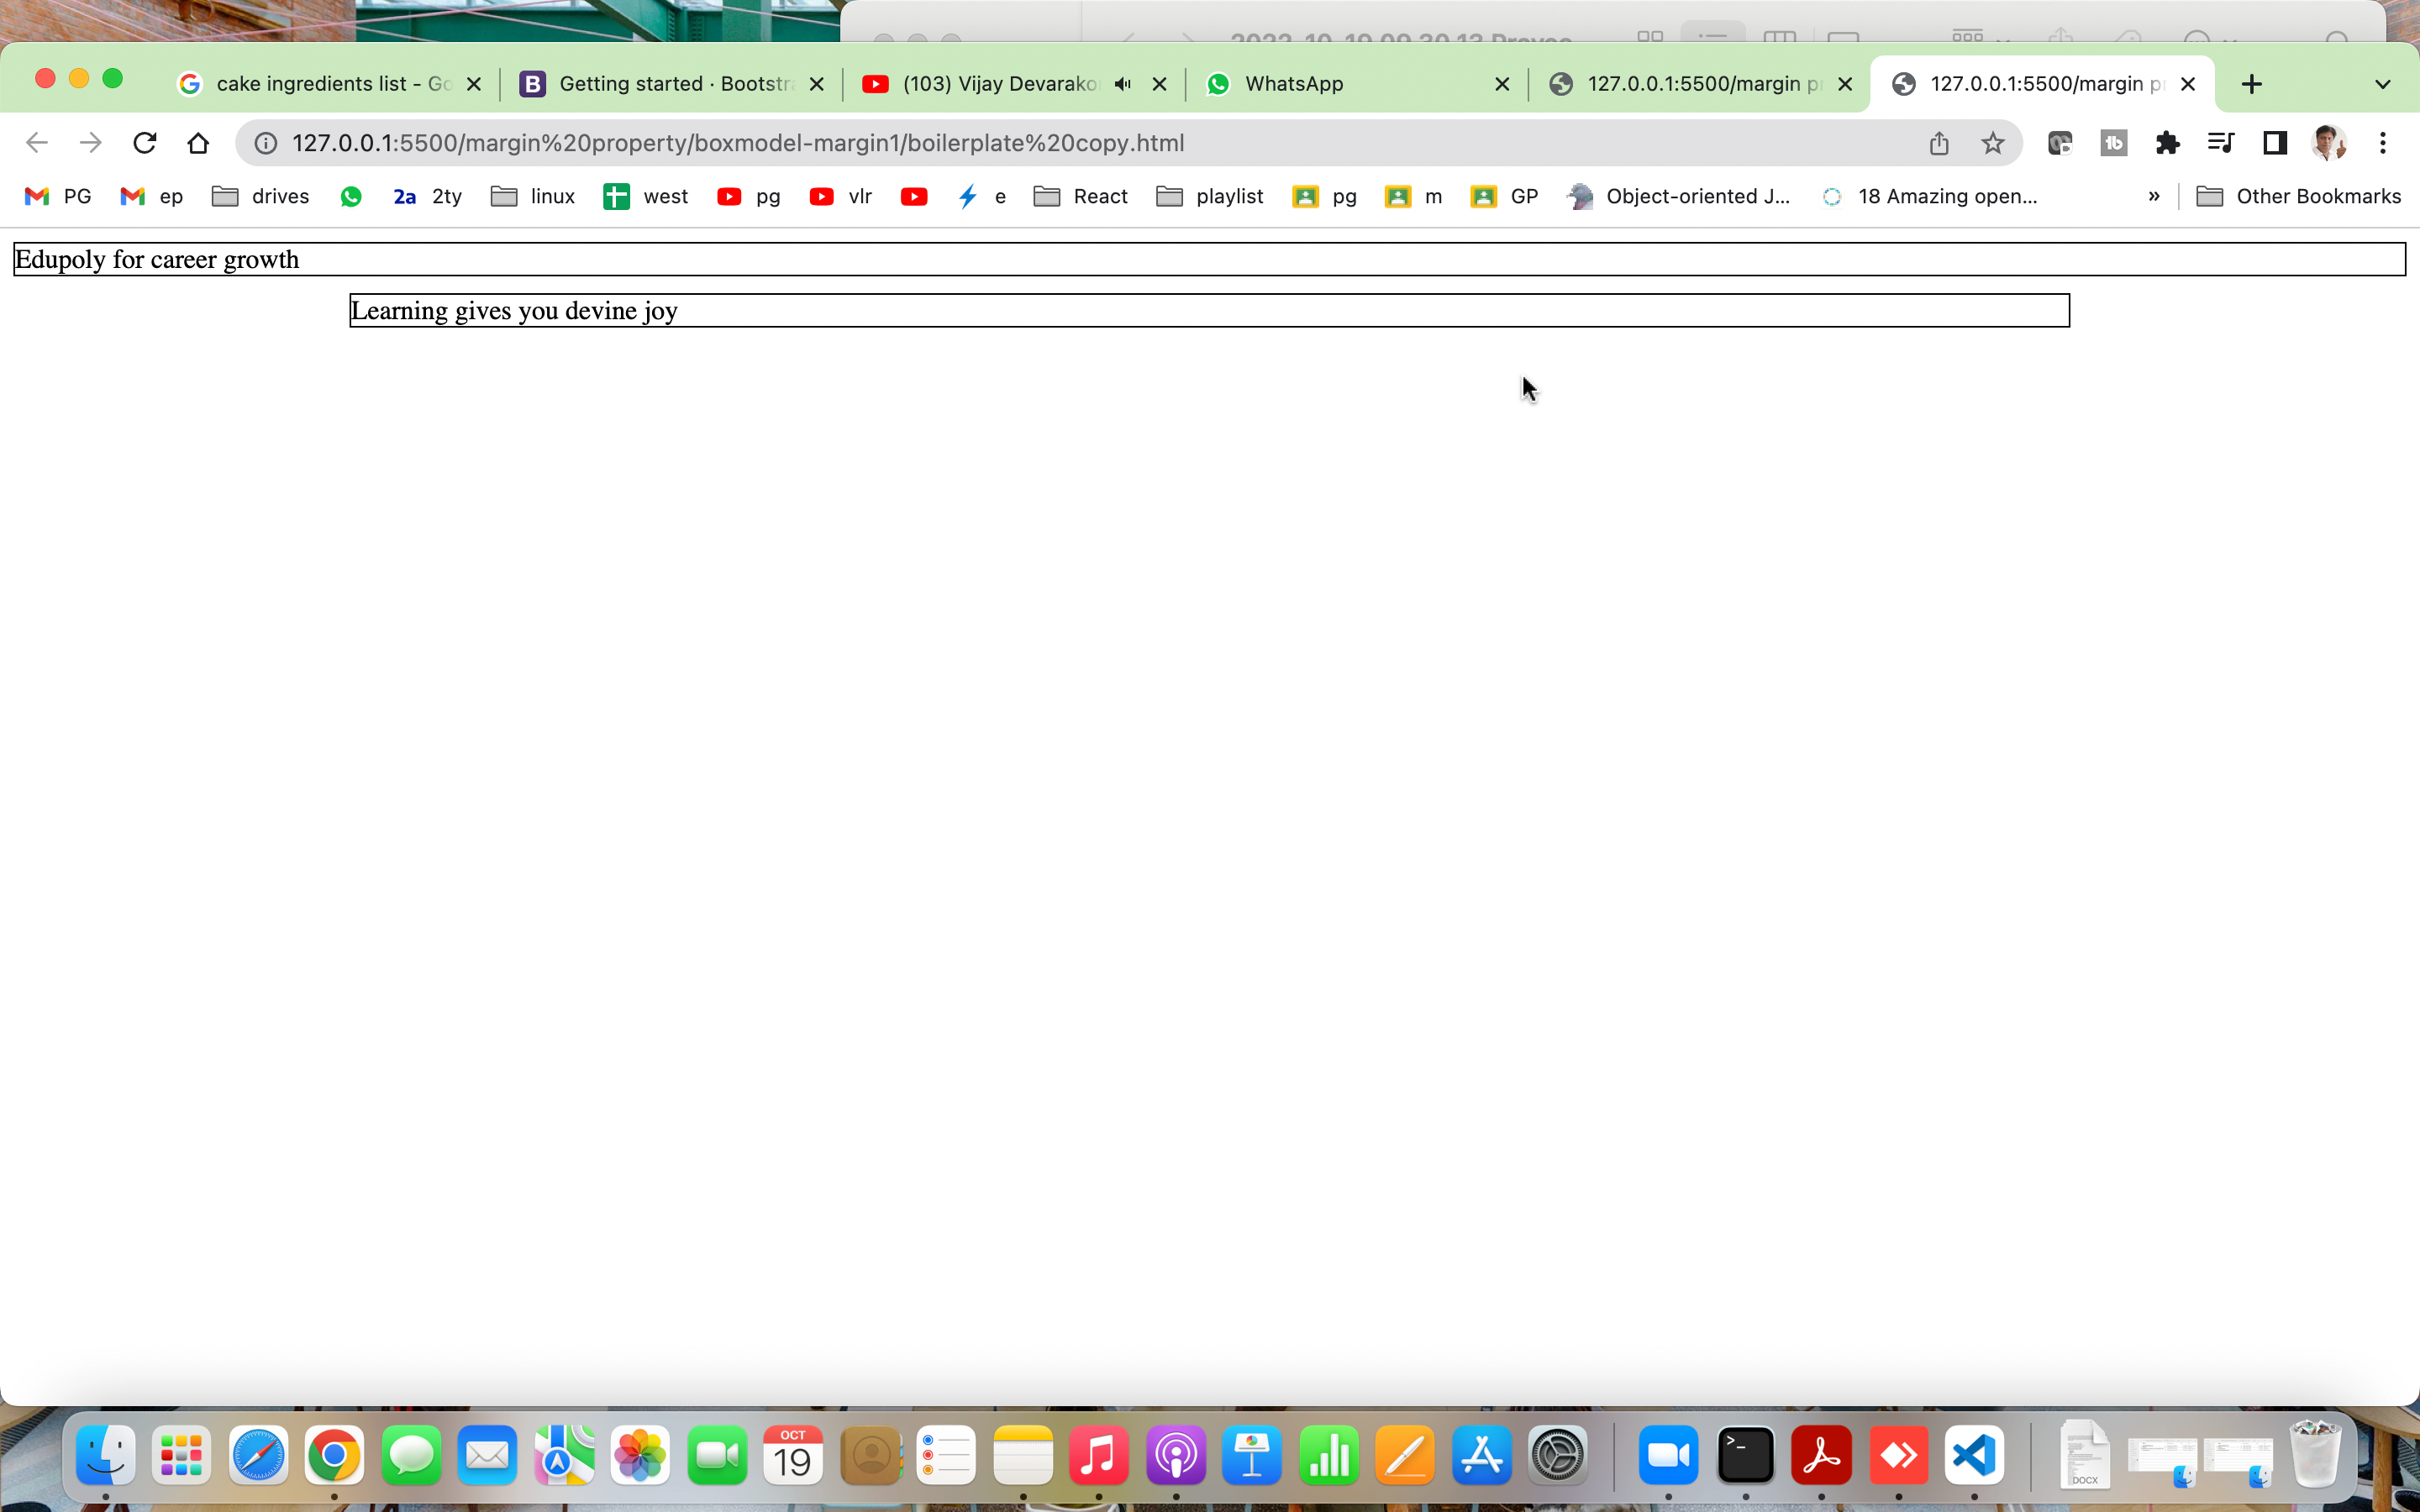 cake ingredients list - Go
Getting started · Bootstra
(103) Vijay Devarako
WhatsApp
127.0.0.1:5500/margin p
127.0.0.1:5500/margin p
127.0.0.1:5500/margin%20property/boxmodel-margin1/boilerplate%20copy.html
PG
ep
drives
2a 2ty
linux
west
pg
vlr
e
React
playlist
pg
m
GP
Object-oriented J...
18 Amazing open...
»
Other Bookmarks
Edupoly for career growth
Learning gives you devine joy
OCT
19
DOCX